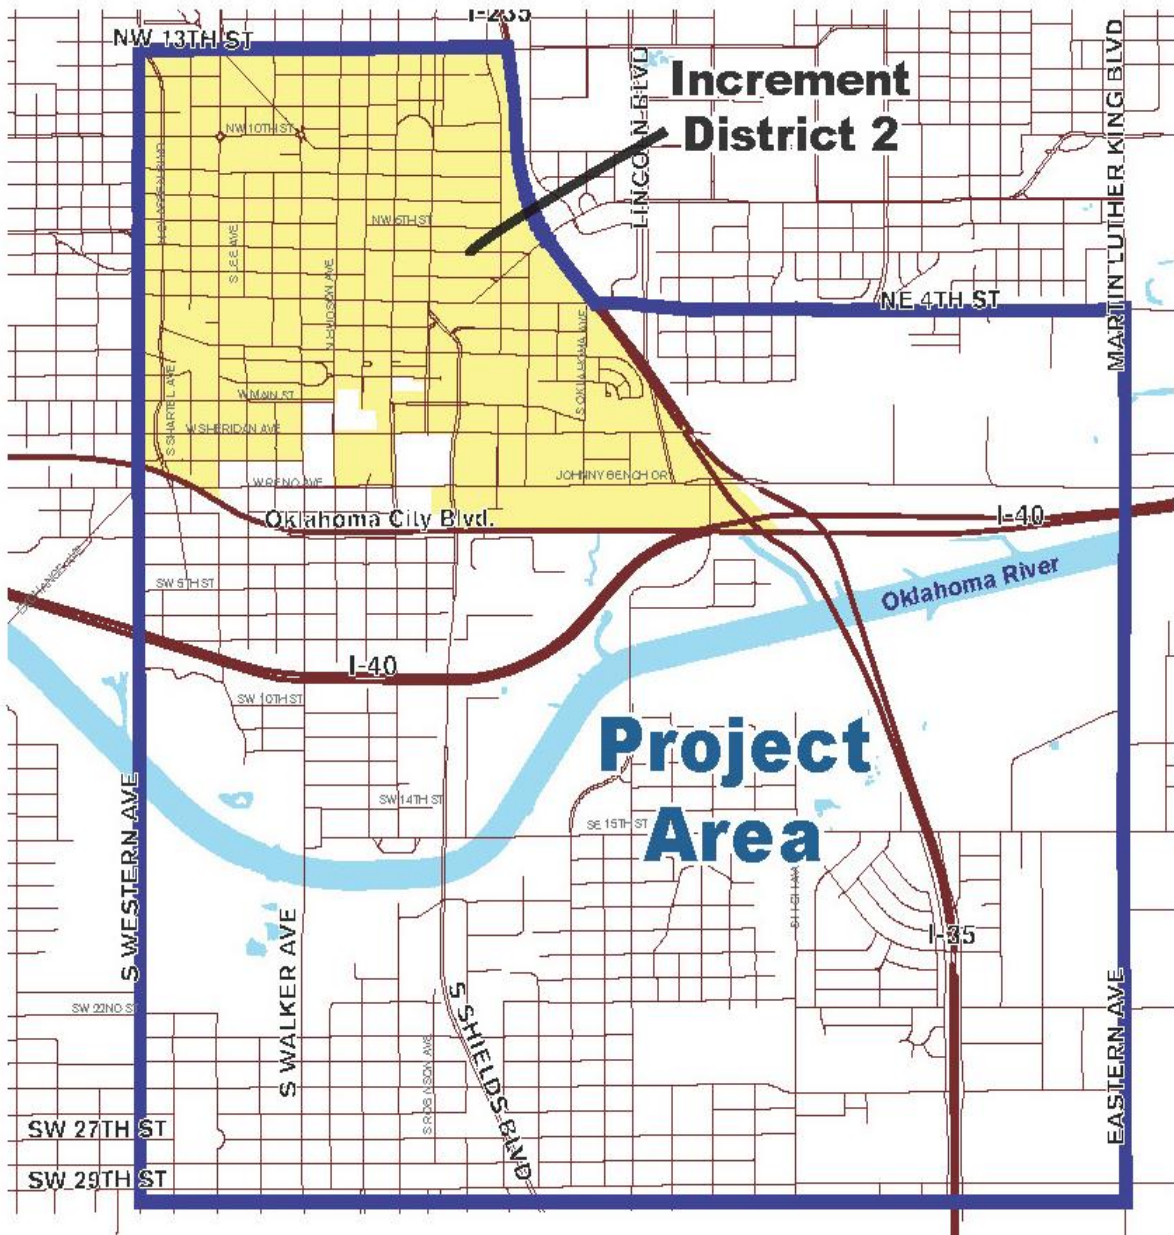 I-235
NW 13TH ST
LINCOLN BLVD
Increment
District 2
MARTIN LUTHER KING BLVD
NW 10TH ST
NW 6TH ST
S LEE AVE
NE 4TH ST
S OKLAHOMA AVE
S SHARTEL AVE
W MAIN ST
W SHERIDAN AVE
W RENO AVE
JOHNNY BENCH DR
Oklahoma City Blvd.
I-40
Oklahoma River
SW 5TH ST
I-40
SW 10TH ST
Project
Area
SW 14TH ST
SE 15TH ST
S WESTERN AVE
S WALKER AVE
I-35
SW 22ND ST
S SHIELDS BLVD
S ROBINSON AVE
EASTERN AVE
SW 27TH ST
SW 29TH ST